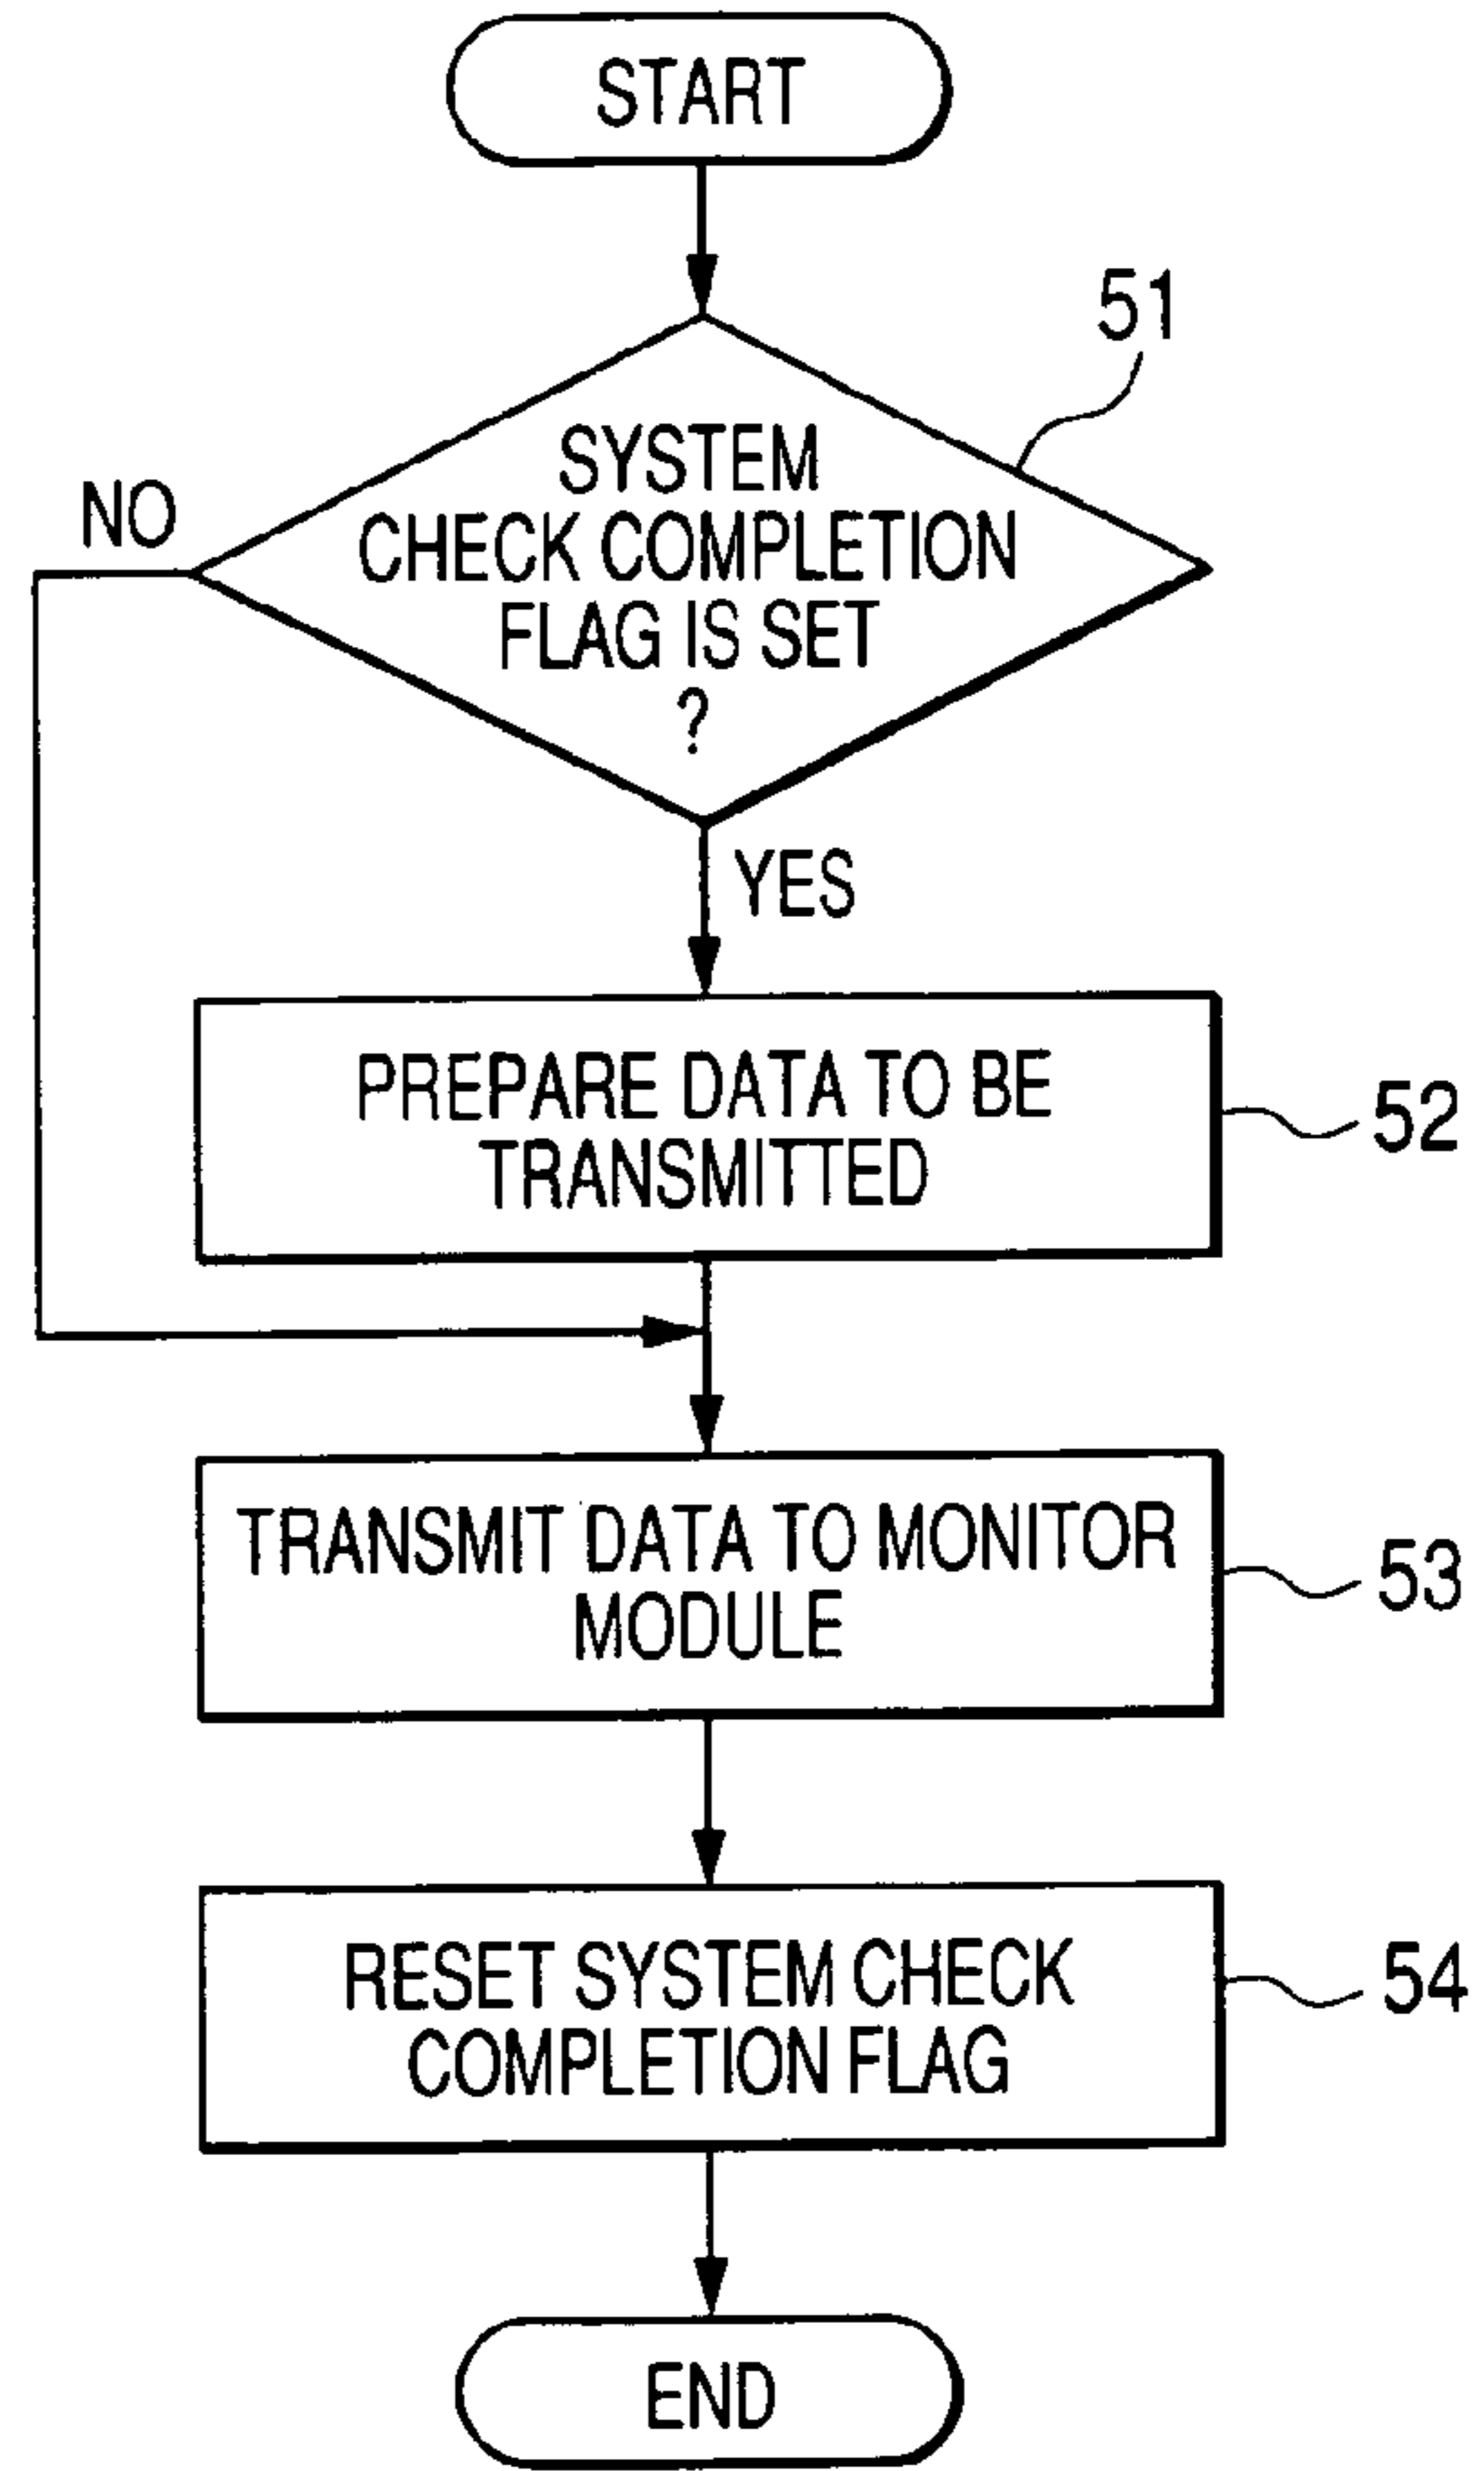 START
51
SYSTEM
CHECK COMPLETION
FLAG IS SET
?
NO
YES
PREPARE DATA TO BE
TRANSMITTED
52
TRANSMIT DATA TO MONITOR
MODULE
53
RESET SYSTEM CHECK
COMPLETION FLAG
54
END